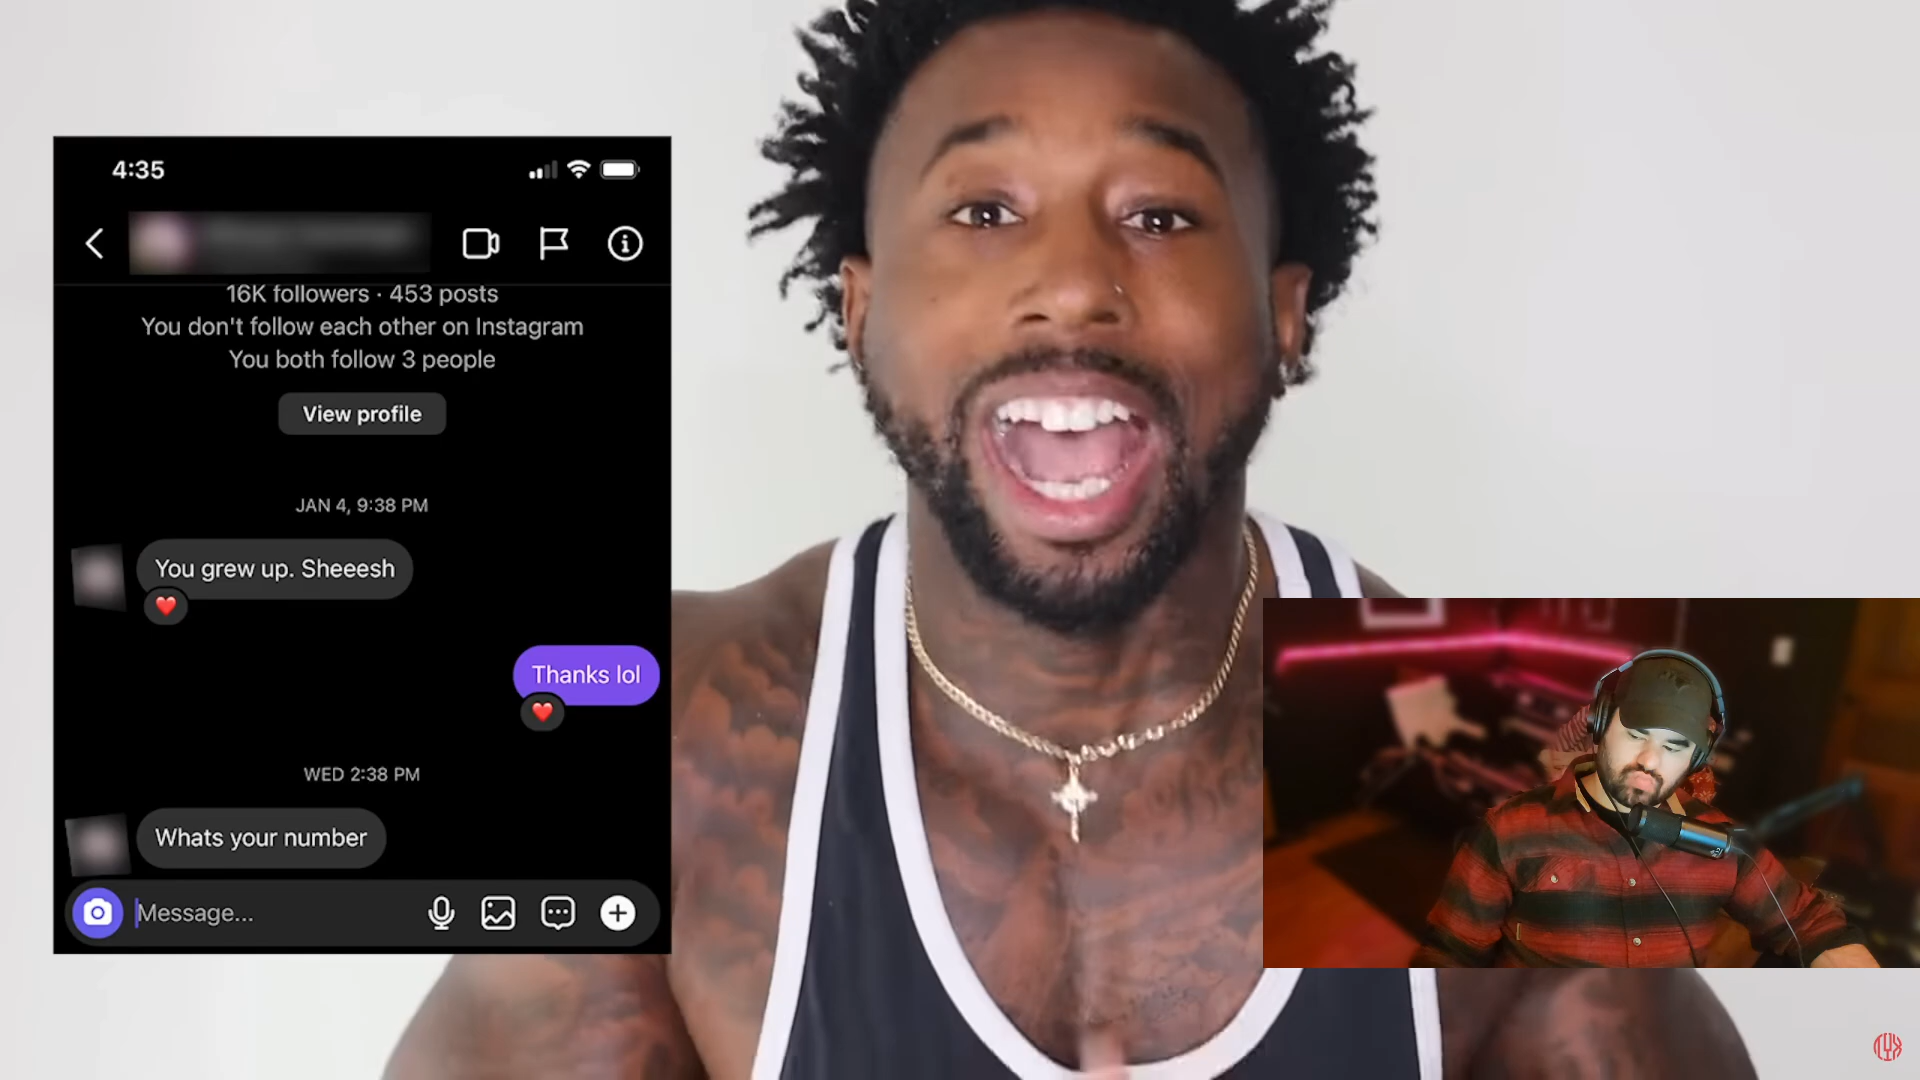 4:35
16K followers · 453 posts
You don't follow each other on Instagram
You both follow 3 people
View profile
JAN 4, 9:38 PM
You grew up. Sheeesh
Thanks lol
WED 2:38 PM
Whats your number
Message...